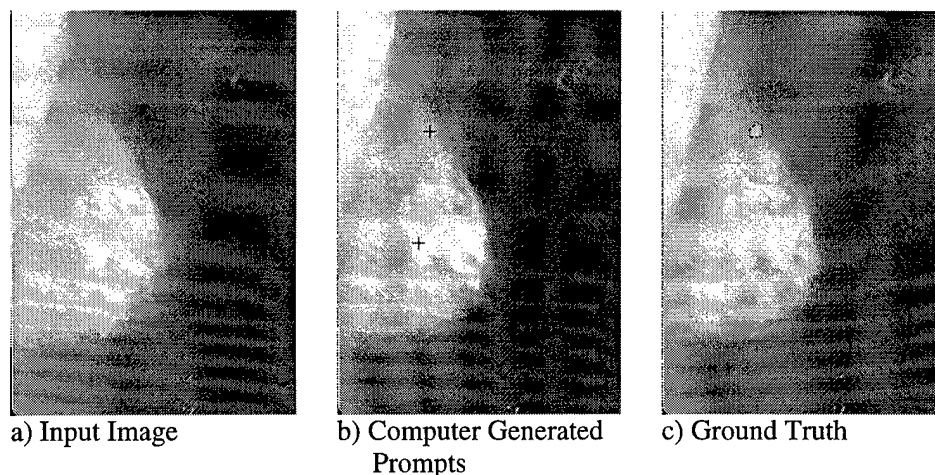 a) Input Image
b) Computer Generated
Prompts
c) Ground Truth